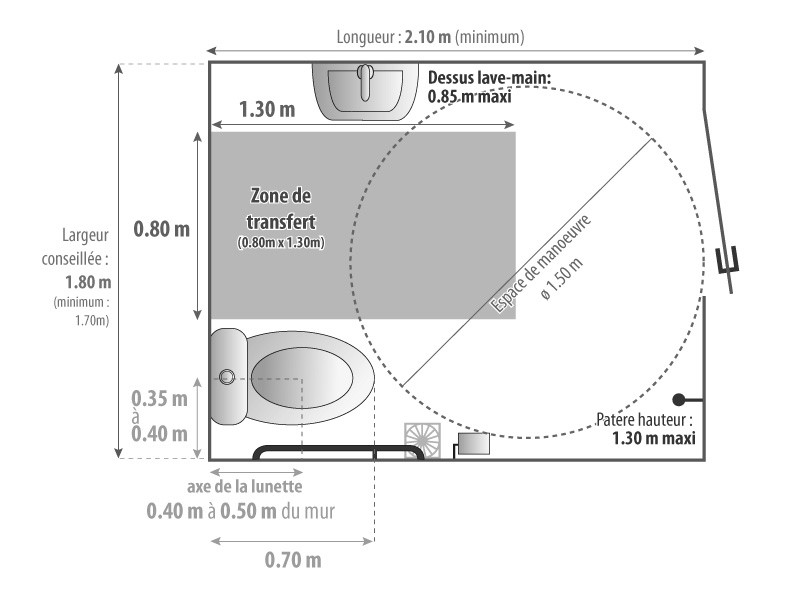 Longueur : 2.10 m (minimum)
Dessus lave-main:
0.85 m maxi
1.30 m
Zone de
transfert
(0.80m x 1.30m)
0.80 m
Largeur
conseillée :
1.80 m
(minimum :
1.70m)
Espace de manoeuvre
ø 1.50 m
0.35 m
à
0.40 m
Patère hauteur :
1.30 m maxi
axe de la lunette
0.40 m à 0.50 m du mur
0.70 m